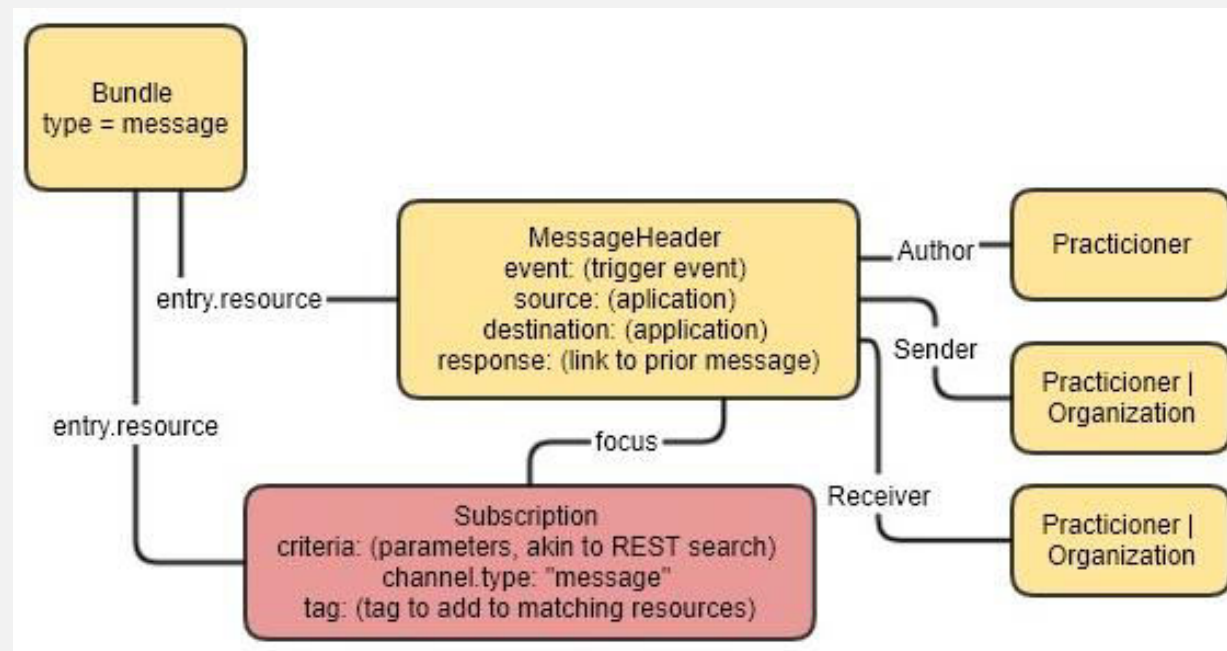 Bundle
type = message
entry.resource
entry.resource
MessageHeader
event: (trigger event)
source: (aplication)
destination: (application)
response: (link to prior message)
Author
Practicioner
Sender
Practicioner |
Organization
Receiver
Practicioner |
Organization
focus
Subscription
criteria: (parameters, akin to REST search)
channel.type: "message"
tag: (tag to add to matching resources)